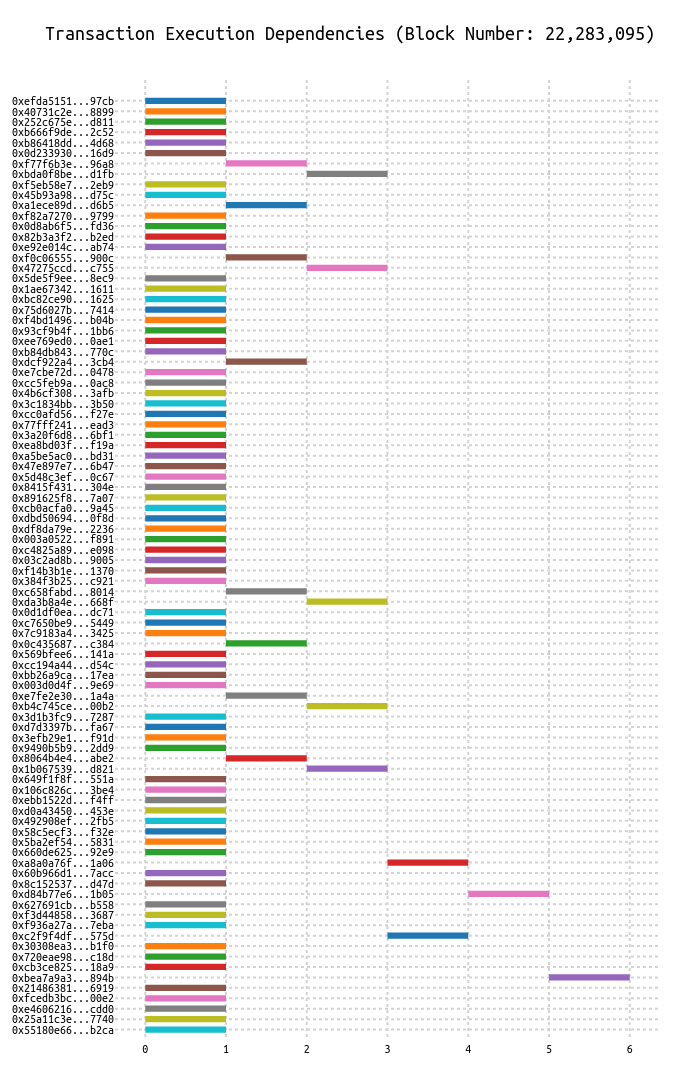 Transaction Execution Dependencies (Block Number: 22,283,095)
0xefda5151...97cb
0x40731c2e...8899
0x252c675e...d811
0xb666f9de...2c52
0xb86418dd...4d68
0x0d233930...16d9
0xf77f6b3e...96a8
0xbda0f8be...d1fb
0xf5eb58e7...2eb9
0x45b93a98...d75c
0xa1ece89d...d6b5
0xf82a7270...9799
0x0d8ab6f5...fd36
0x82b3a3f2...b2ed
0xe92e014c...ab74
0xf0c06555...900c
0x47275ccd...c755
0x5de5f9ee...8ec9
0x1ae67342...1611
0xbc82ce90...1625
0x75d6027b...7414
0xf4bd1496...b04b
0x93cf9b4f...1bb6
0xee769ed0...0ae1
0xb84db843...770c
0xdcf922a4...3cb4
0xe7cbe72d...0478
0xcc5feb9a...0ac8
0x4b6cf308...3afb
0x3c1834bb...3b50
0xcc0afd56...f27e
0x77fff241...ead3
0x3a20f6d8...6bf1
0xea8bd03f...f19a
0xa5be5ac0...bd31
0x47e897e7...6b47
0x5d48c3ef...0c67
0x8415f431...304e
0x891625f8...7a07
0xcb0acfa0...9a45
0xdbd50694...0f8d
0xdf8da79e...2236
0x003a0522...f891
0xc4825a89...e098
0x03c2ad8b...9005
0xf14b3b1e...1370
0x384f3b25...c921
0xc658fabd...8014
0xda3b8a4e...668f
0x0d1df0ea...dc71
0xc7650be9...5449
0x7c9183a4...3425
0x0c435687...c384
0x569bfee6...141a
0xcc194a44...d54c
0xbb26a9ca...17ea
0x003d0d4f...9e69
0xe7fe2e30...1a4a
0xb4c745ce...00b2
0x3d1b3fc9...7287
0xd7d3397b...fa67
0x3efb29e1...f91d
0x9490b5b9...2dd9
0x8064b4e4...abe2
0x1b067539...d821
0x649f1f8f...551a
0x106c826c...3be4
0xebb1522d...f4ff
0xd0a43450...453e
0x492908ef...2fb5
0x58c5ecf3...f32e
0x5ba2ef54...5831
0x660de625...92e9
0xa8a0a76f...1a06
0x60b966d1...7acc
0x8c152537...d47d
0xd84b77e6...1b05
0x627691cb...b558
0xf3d44858...3687
0xf936a27a...7eba
0xc2f9f4df...575d
0x30308ea3...b1f0
0x720eae98...c18d
0xcb3ce825...18a9
0xbea7a9a3...894b
0x21486381...6919
0xfcedb3bc...00e2
0xe4606216...cdd0
0x25a11c3e...7740
0x55180e66...b2ca
0 1 2 3 4 5 6